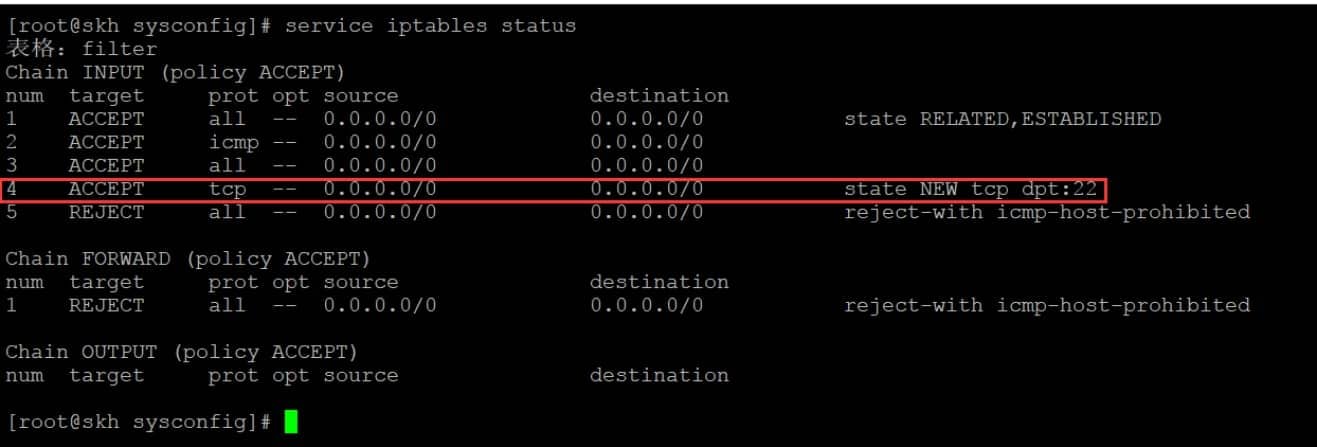 [root@skh sysconfig]# service iptables status
表格：filter
Chain INPUT (policy ACCEPT)
num  target     prot opt source               destination
1    ACCEPT     all  --  0.0.0.0/0            0.0.0.0/0           state RELATED,ESTABLISHED
2    ACCEPT     icmp --  0.0.0.0/0            0.0.0.0/0
3    ACCEPT     all  --  0.0.0.0/0            0.0.0.0/0
4    ACCEPT     tcp  --  0.0.0.0/0            0.0.0.0/0           state NEW tcp dpt:22
5    REJECT     all  --  0.0.0.0/0            0.0.0.0/0           reject-with icmp-host-prohibited
Chain FORWARD (policy ACCEPT)
num  target     prot opt source               destination
1    REJECT     all  --  0.0.0.0/0            0.0.0.0/0           reject-with icmp-host-prohibited
Chain OUTPUT (policy ACCEPT)
num  target     prot opt source               destination
[root@skh sysconfig]#